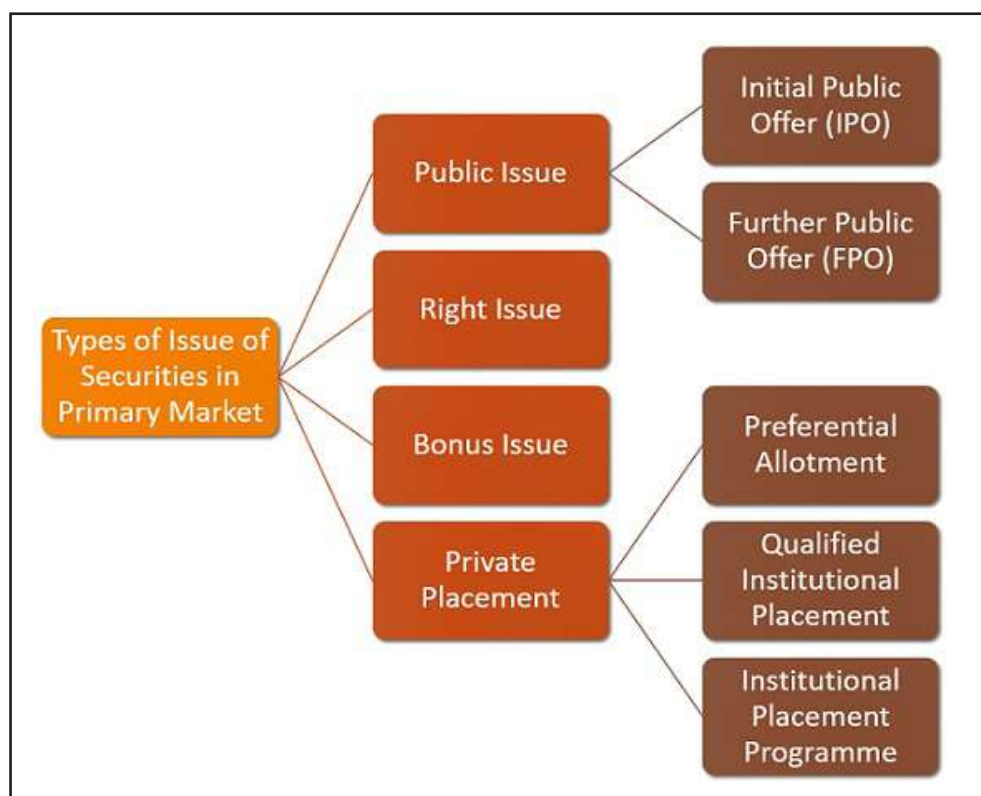 Types of Issue of
Securities in
Primary Market
Public Issue
Initial Public
Offer (IPO)
Further Public
Offer (FPO)
Right Issue
Bonus Issue
Private
Placement
Preferential
Allotment
Qualified
Institutional
Placement
Institutional
Placement
Programme